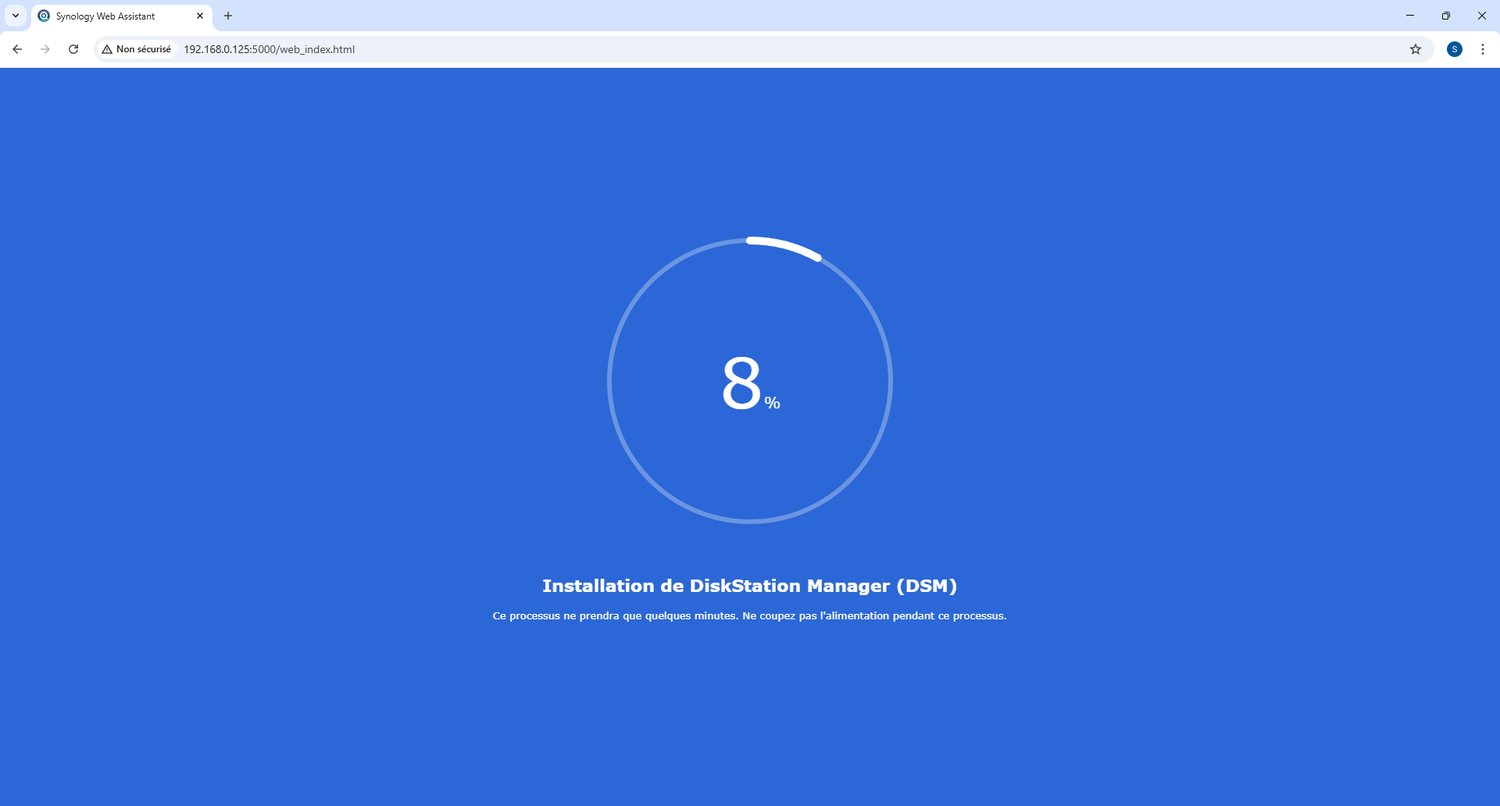 Synology Web Assistant
Non sécurisé 192.168.0.125:5000/web_index.html
S
8%
Installation de DiskStation Manager (DSM)
Ce processus ne prendra que quelques minutes. Ne coupez pas l'alimentation pendant ce processus.